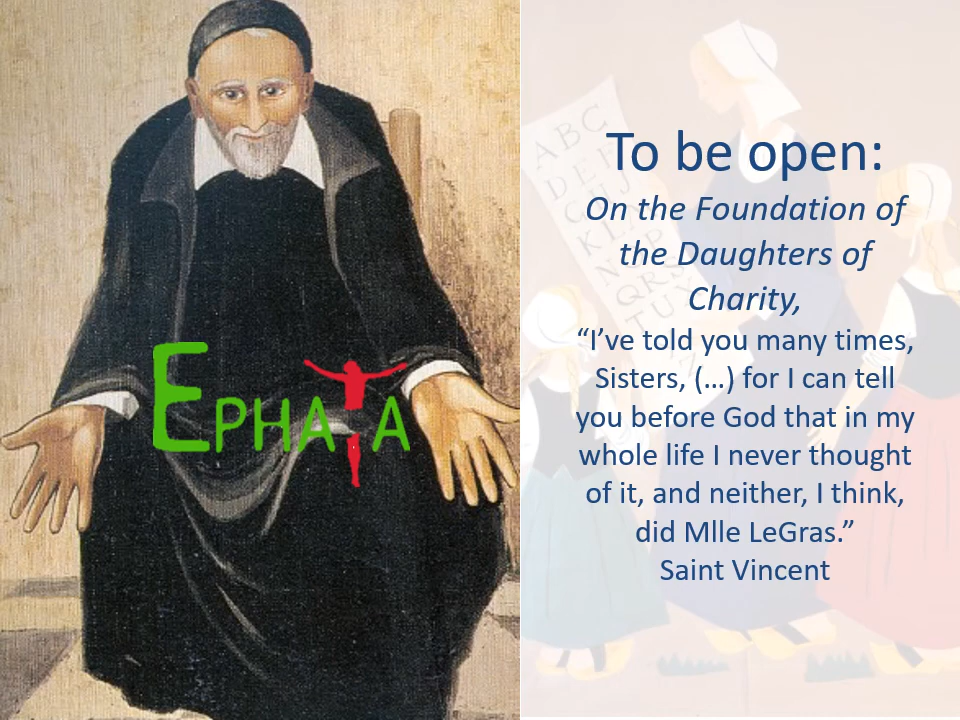 EPHATA
To be open:
On the Foundation of
the Daughters of
Charity,
“I’ve told you many times,
Sisters, (…) for I can tell
you before God that in my
whole life I never thought
of it, and neither, I think,
did Mlle LeGras.”
Saint Vincent
ABC